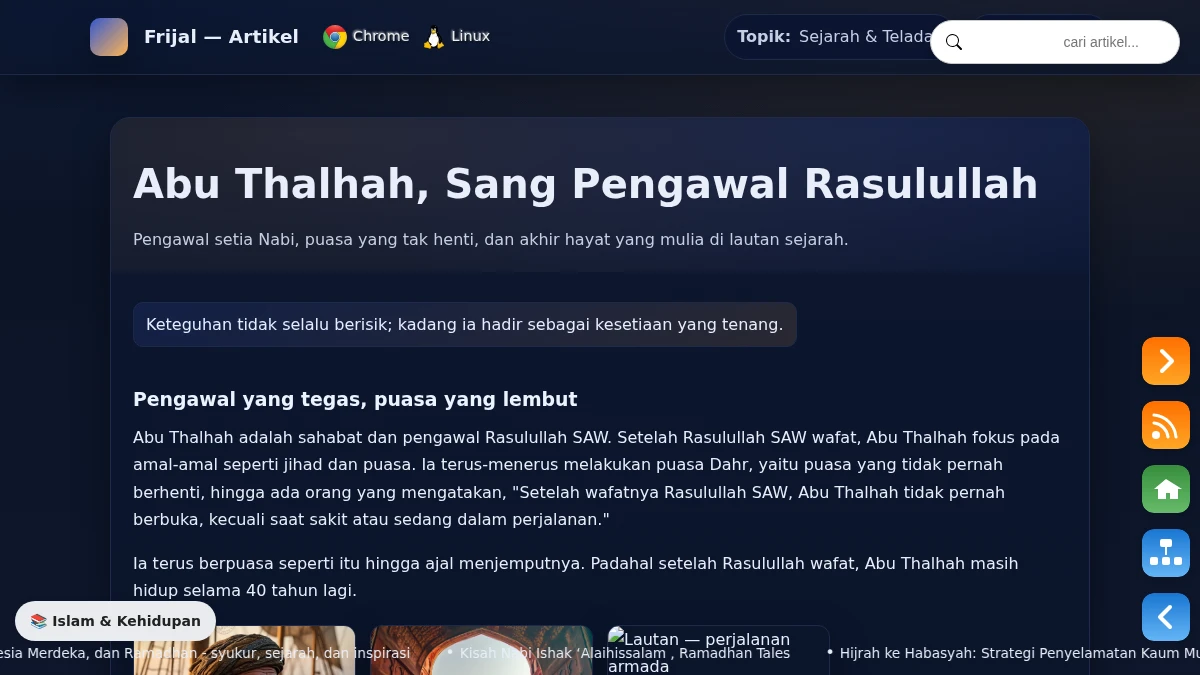 Frijal — Artikel
Chrome
Linux
Topik: Sejarah & Telada
cari artikel...
Abu Thalhah, Sang Pengawal Rasulullah
Pengawal setia Nabi, puasa yang tak henti, dan akhir hayat yang mulia di lautan sejarah.
Keteguhan tidak selalu berisik; kadang ia hadir sebagai kesetiaan yang tenang.
Pengawal yang tegas, puasa yang lembut
Abu Thalhah adalah sahabat dan pengawal Rasulullah SAW. Setelah Rasulullah SAW wafat, Abu Thalhah fokus pada
amal-amal seperti jihad dan puasa. Ia terus-menerus melakukan puasa Dahr, yaitu puasa yang tidak pernah
berhenti, hingga ada orang yang mengatakan, "Setelah wafatnya Rasulullah SAW, Abu Thalhah tidak pernah
berbuka, kecuali saat sakit atau sedang dalam perjalanan."
Ia terus berpuasa seperti itu hingga ajal menjemputnya. Padahal setelah Rasulullah wafat, Abu Thalhah masih
hidup selama 40 tahun lagi.
📚 Islam & Kehidupan
Lautan — perjalanan
armada
esia Merdeka, dan Ramadhan - syukur, sejarah, dan inspirasi • Kisah Nabi Ishak ‘Alaihissalam , Ramadhan Tales • Hijrah ke Habasyah: Strategi Penyelamatan Kaum Mu